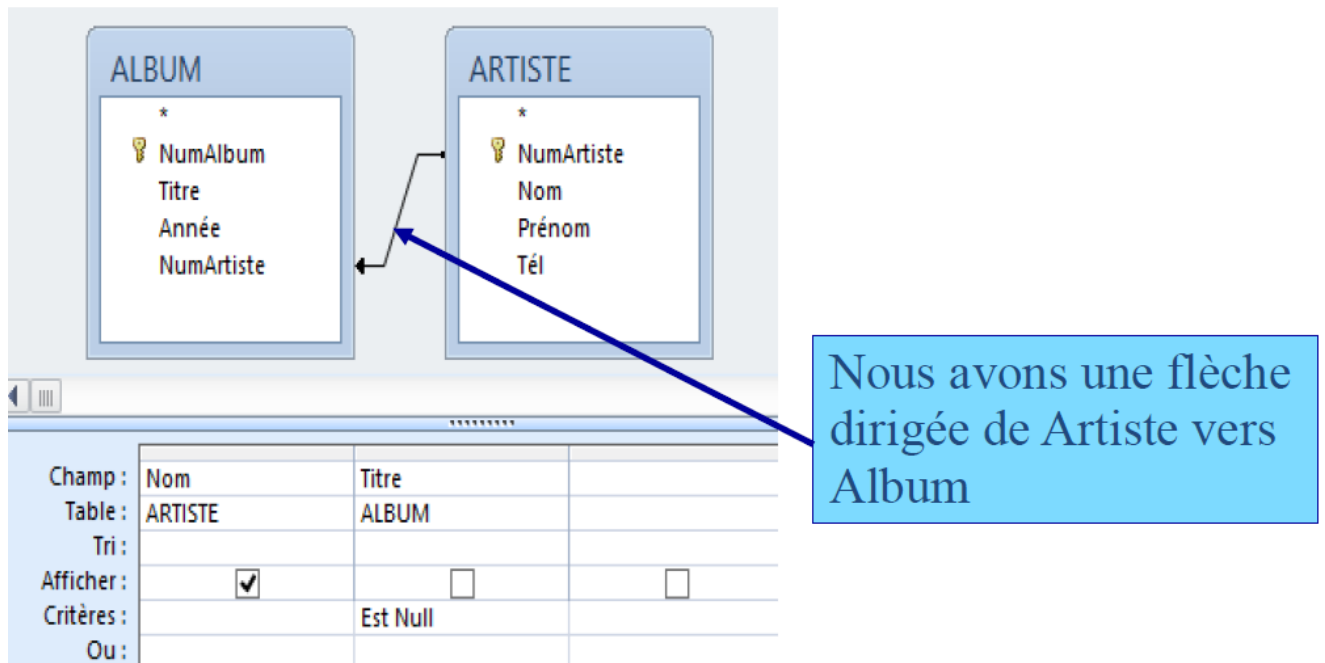 ALBUM
*
NumAlbum
Titre
Année
NumArtiste
ARTISTE
*
NumArtiste
Nom
Prénom
Tél
Nous avons une flèche
dirigée de Artiste vers
Album
Champ : Nom Titre
Table : ARTISTE ALBUM
Tri :
Afficher :
Critères : Est Null
Ou :